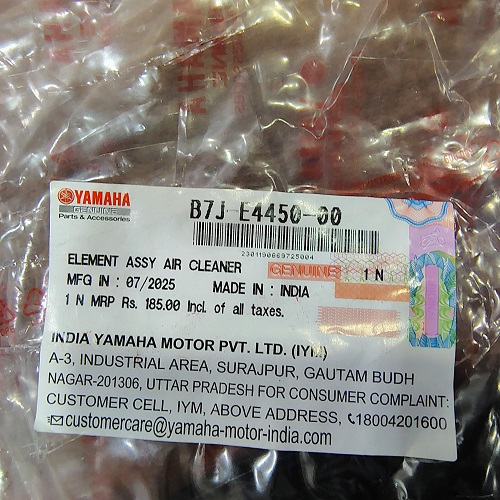 YAMAHA
GENUINE
Parts & Accessories
B7J-E4450-00
2301190669725004
ELEMENT ASSY AIR CLEANER
GENUINE
1 N
MFG IN : 07/2025 MADE IN : INDIA
1 N MRP Rs. 185.00 Incl. of all taxes.
INDIA YAMAHA MOTOR PVT. LTD. (IYM)
A-3, INDUSTRIAL AREA, SURAJPUR, GAUTAM BUDH
NAGAR-201306, UTTAR PRADESH FOR CONSUMER COMPLAINT:
CUSTOMER CELL, IYM, ABOVE ADDRESS, 18004201600
customercare@yamaha-motor-india.com